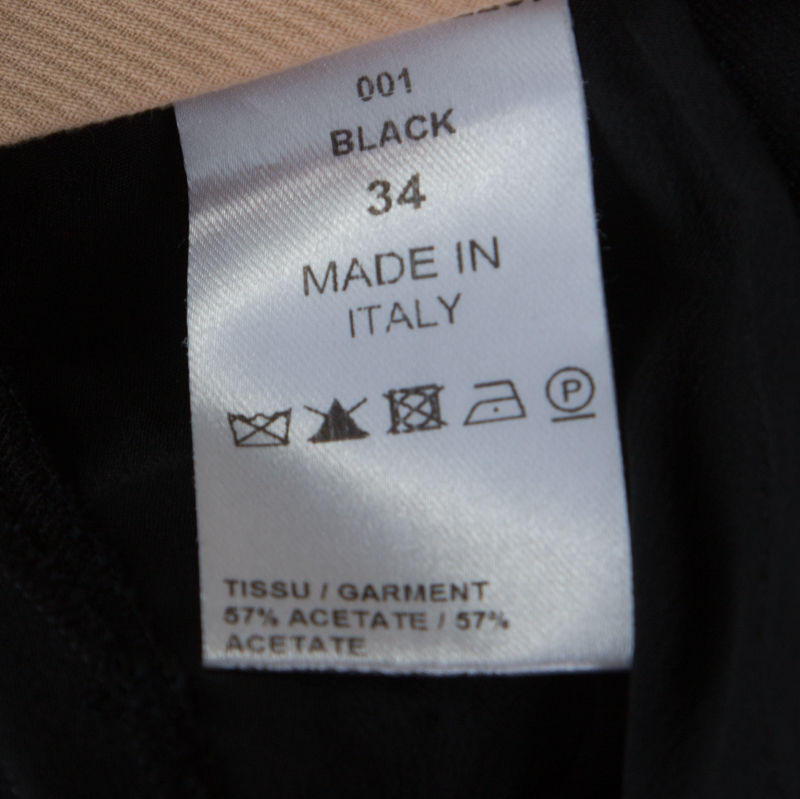 001
BLACK
34
MADE IN
ITALY
P
TISSU / GARMENT
57% ACETATE / 57%
ACETATE